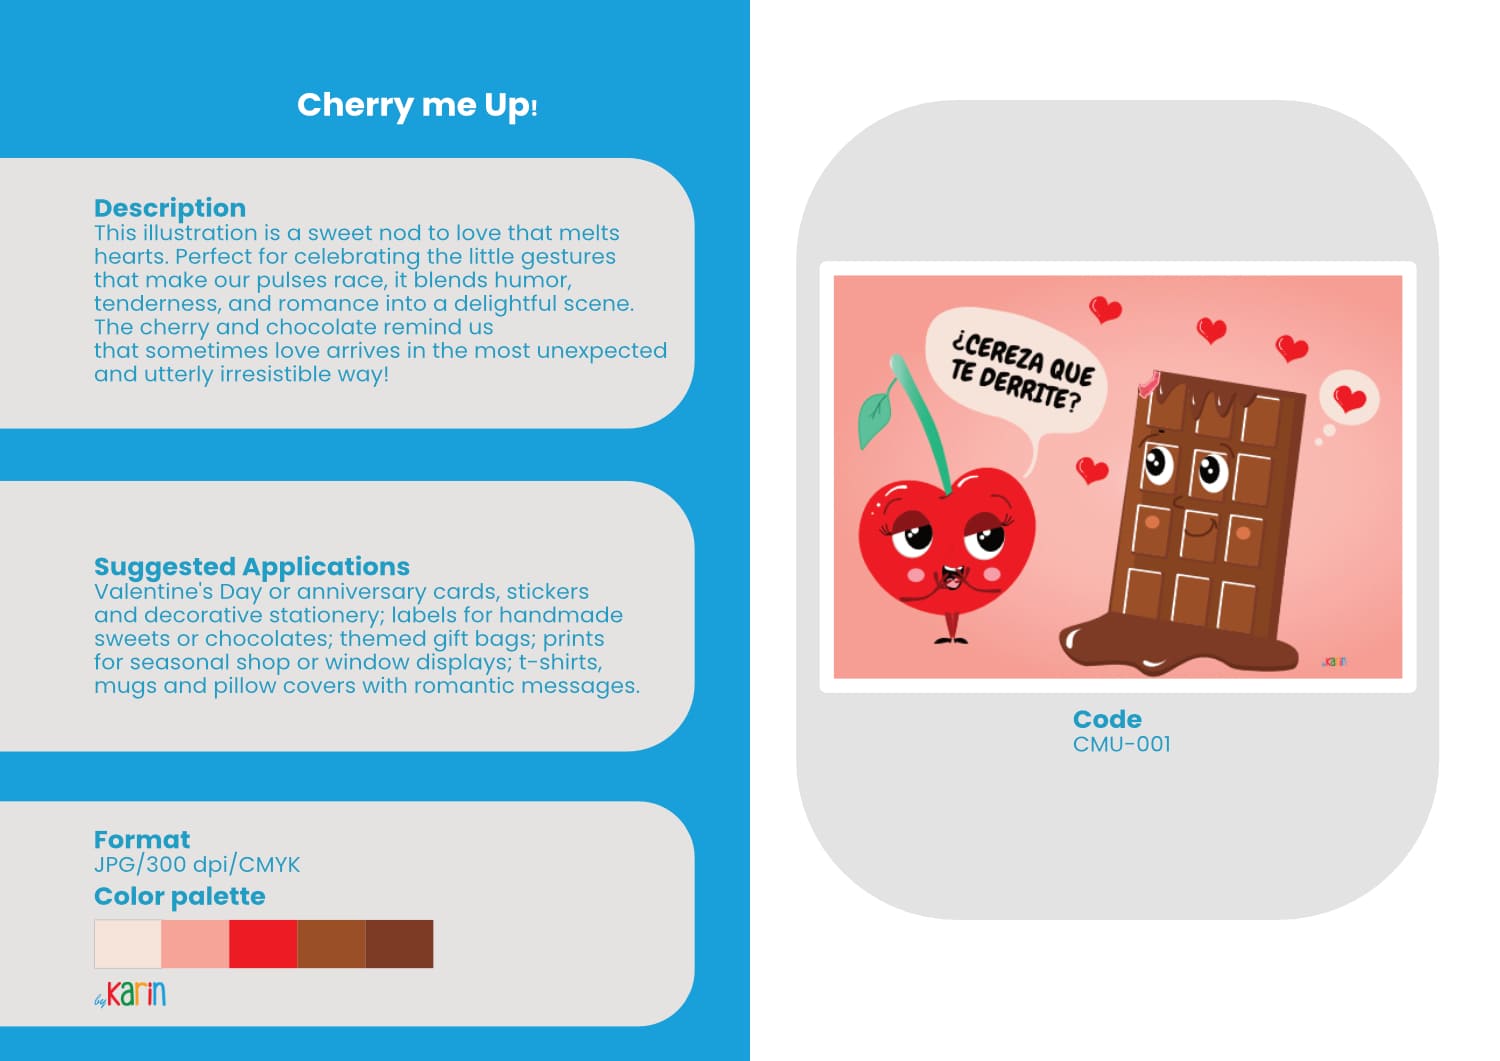 Cherry me Up!
Description
This illustration is a sweet nod to love that melts
hearts. Perfect for celebrating the little gestures
that make our pulses race, it blends humor,
tenderness, and romance into a delightful scene.
The cherry and chocolate remind us
that sometimes love arrives in the most unexpected
and utterly irresistible way!
Suggested Applications
Valentine's Day or anniversary cards, stickers
and decorative stationery; labels for handmade
sweets or chocolates; themed gift bags; prints
for seasonal shop or window displays; t-shirts,
mugs and pillow covers with romantic messages.
Format
JPG/300 dpi/CMYK
Color palette
by Karin
¿CEREZA QUE
TE DERRITE?
by Karin
Code
CMU-001